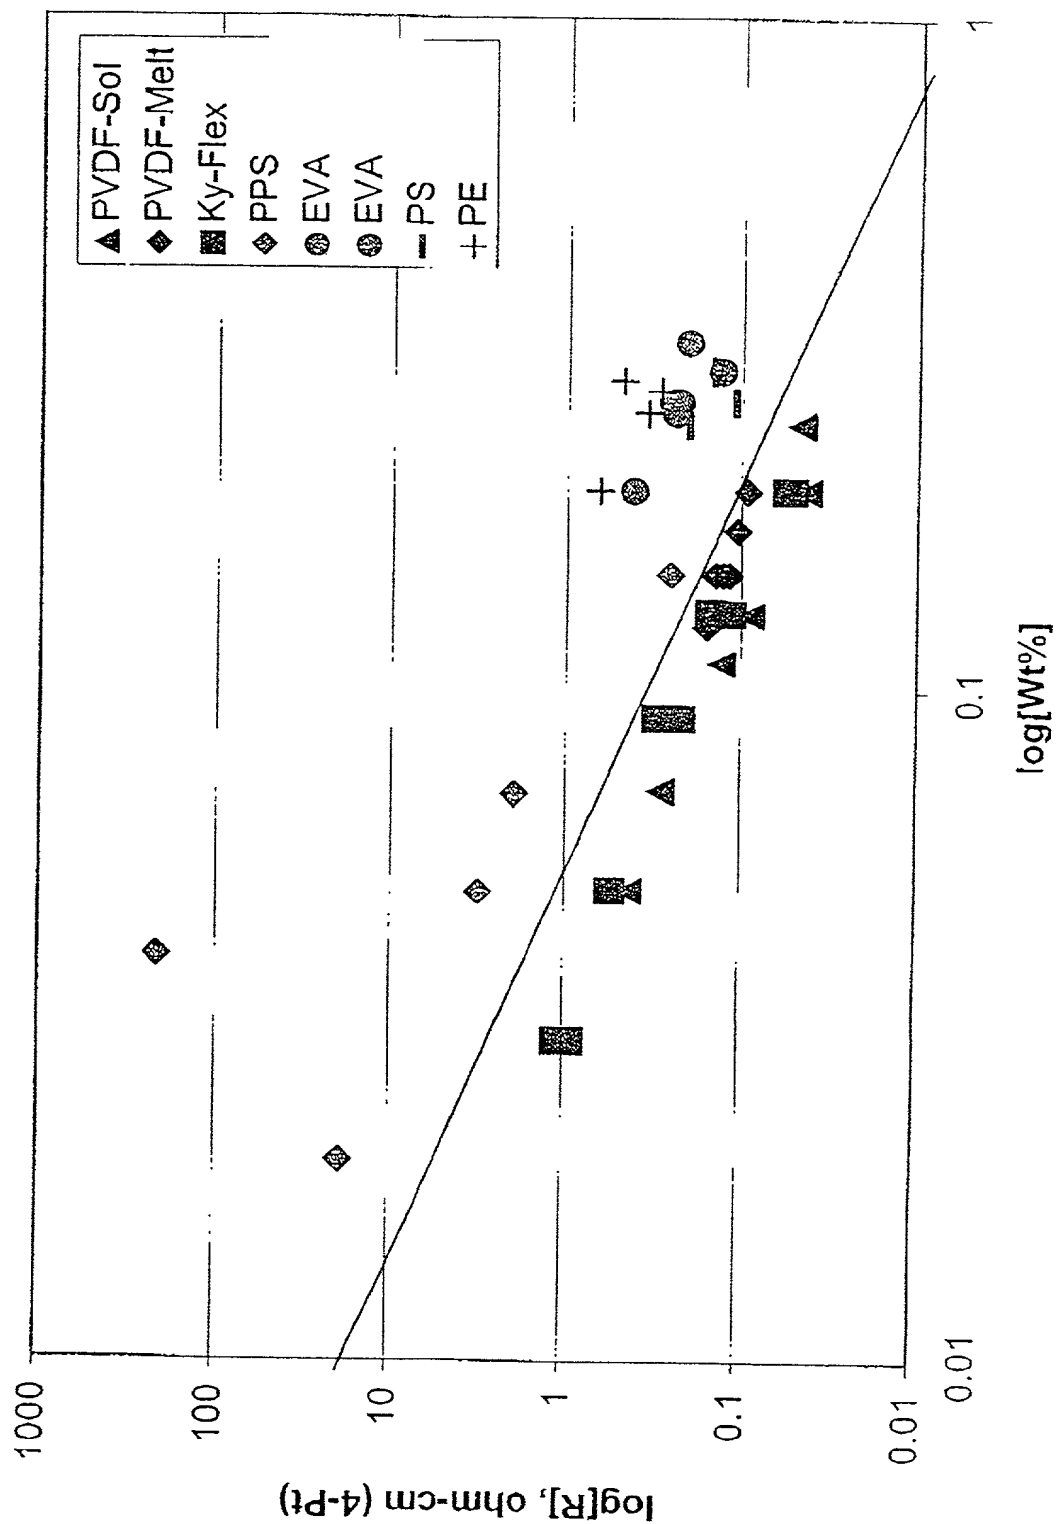 PVDF-Sol
PVDF-Melt
Ky-Flex
PPS
EVA
EVA
PS
PE
1000
100
10
1
0.1
0.01
0.01
0.1
1
log[R], ohm-cm (4-Pt)
log[Wt%]